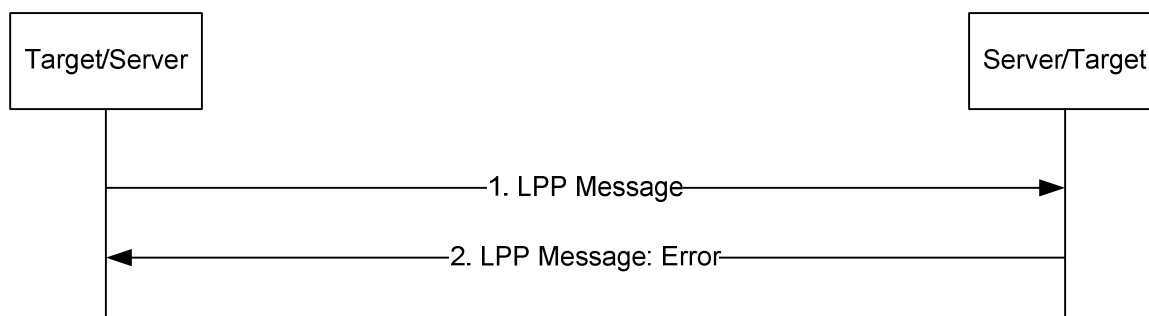 Target/Server
Server/Target
1. LPP Message
2. LPP Message: Error